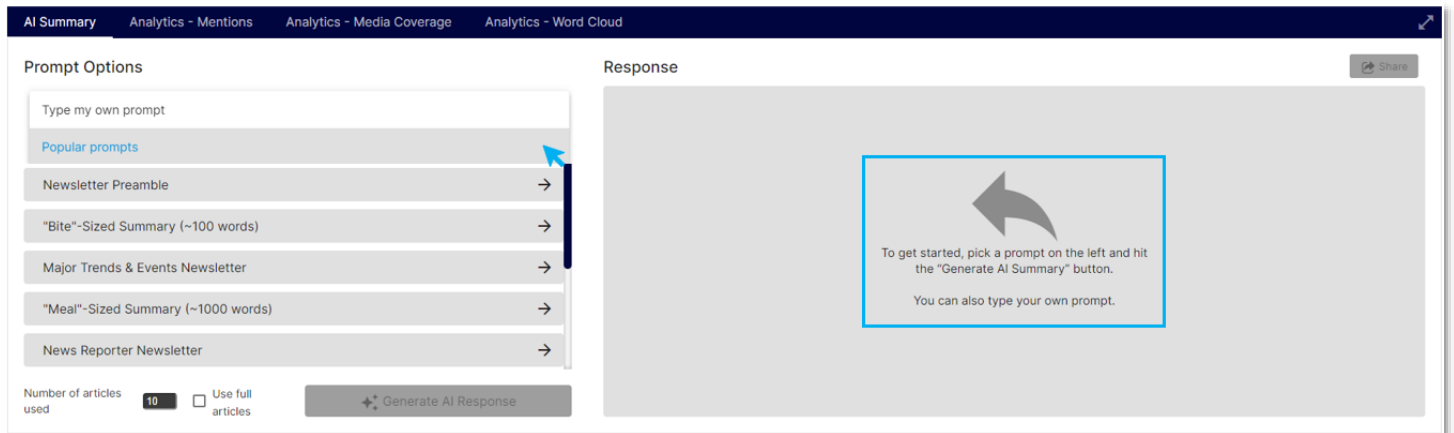 AI Summary Analytics - Mentions Analytics - Media Coverage Analytics - Word Cloud
Prompt Options
Type my own prompt
Popular prompts
Newsletter Preamble
"Bite"-Sized Summary (~100 words)
Major Trends & Events Newsletter
"Meal"-Sized Summary (~1000 words)
News Reporter Newsletter
Number of articles
used
10
Use full
articles
Generate AI Response
Response
Share
To get started, pick a prompt on the left and hit
the "Generate AI Summary" button.
You can also type your own prompt.